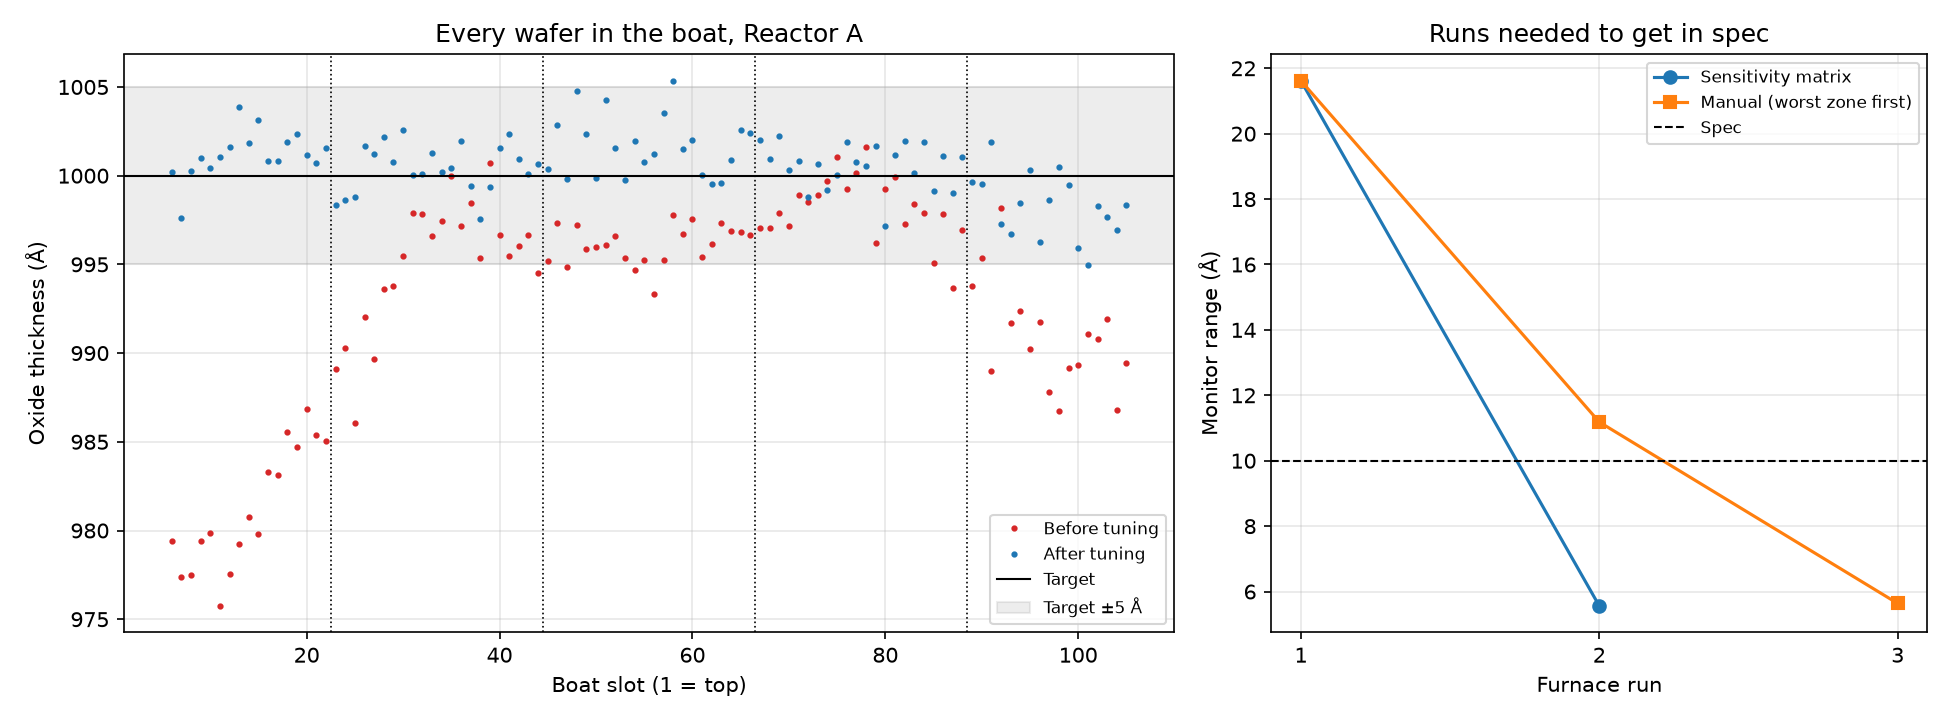 Every wafer in the boat, Reactor A
Oxide thickness (Å)
1005
1000
995
990
985
980
975
20
40
60
80
100
Boat slot (1 = top)
Before tuning
After tuning
Target
Target ±5 Å
Runs needed to get in spec
Monitor range (Å)
22
20
18
16
14
12
10
8
6
1
2
3
Furnace run
Sensitivity matrix
Manual (worst zone first)
Spec